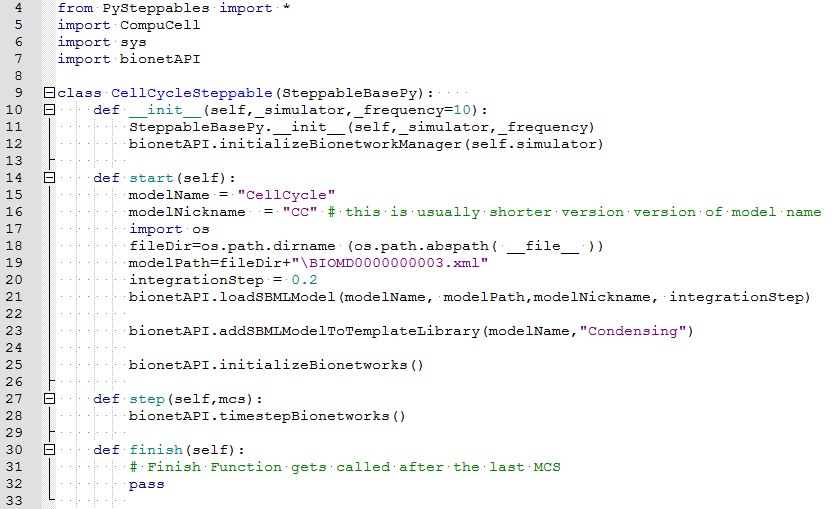 4 from PySteppables import *
5 import CompuCell
6 import sys
7 import bionetAPI
8
9 class CellCycleSteppable(SteppableBasePy):
10     def __init__(self,_simulator,_frequency=10):
11         SteppableBasePy.__init__(self,_simulator,_frequency)
12         bionetAPI.initializeBionetworkManager(self.simulator)
13
14     def start(self):
15         modelName = "CellCycle"
16         modelNickname  = "CC" # this is usually shorter version version of model name
17         import os
18         fileDir=os.path.dirname (os.path.abspath( __file__ ))
19         modelPath=fileDir+"\BIOMD0000000003.xml"
20         integrationStep = 0.2
21         bionetAPI.loadSBMLModel(modelName, modelPath,modelNickname, integrationStep)
22
23         bionetAPI.addSBMLModelToTemplateLibrary(modelName,"Condensing")
24
25         bionetAPI.initializeBionetworks()
26
27     def step(self,mcs):
28         bionetAPI.timestepBionetworks()
29
30     def finish(self):
31         # Finish Function gets called after the last MCS
32         pass
33